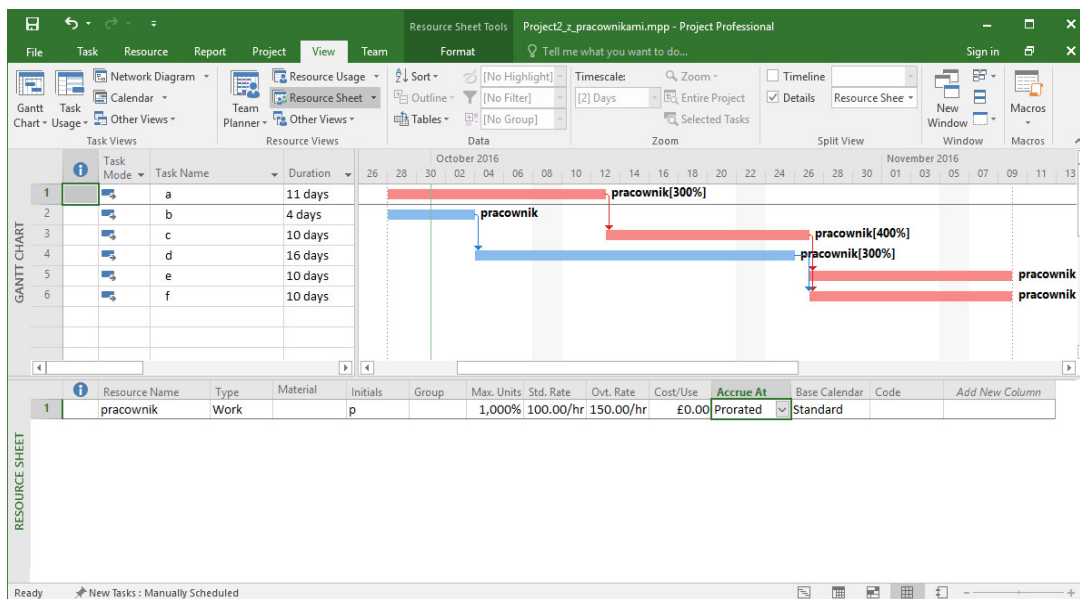 Resource Sheet Tools Project2_z_pracownikami.mpp - Project Professional
File Task Resource Report Project View Team Format Tell me what you want to do... Sign in
Network Diagram Resource Usage Sort [No Highlight] Timescale: Zoom Timeline
Calendar Resource Sheet Outline [No Filter] [2] Days Entire Project Details Resource Sheet
Gantt Chart Task Usage Other Views Team Planner Other Views Tables [No Group] Selected Tasks New Window Macros
Task Views Resource Views Data Zoom Split View Window Macros
October 2016 November 2016
Task Mode Task Name Duration 26 28 30 02 04 06 08 10 12 14 16 18 20 22 24 26 28 30 01 03 05 07 09 11 13
1 a 11 days pracownik[300%]
2 b 4 days pracownik
3 c 10 days pracownik[400%]
4 d 16 days pracownik[300%]
5 e 10 days pracownik
6 f 10 days pracownik
GANTT CHART
Resource Name Type Material Initials Group Max. Units Std. Rate Ovt. Rate Cost/Use Accrue At Base Calendar Code Add New Column
1 pracownik Work p 1,000% 100.00/hr 150.00/hr £0.00 Prorated Standard
RESOURCE SHEET
Ready New Tasks : Manually Scheduled